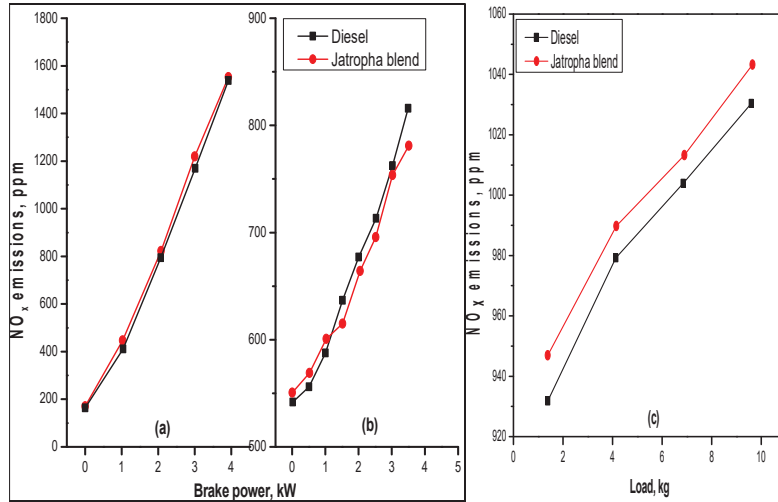 NOx emissions, ppm
1800
1600
1400
1200
1000
800
600
400
200
0
0 1 2 3 4
(a)
900
800
700
600
500
0 1 2 3 4 5
(b)
Diesel
Jatropha blend
Brake power, kW
NOx emissions, ppm
1060
1040
1020
1000
980
960
940
920
0 2 4 6 8 10
(c)
Diesel
Jatropha blend
Load, kg